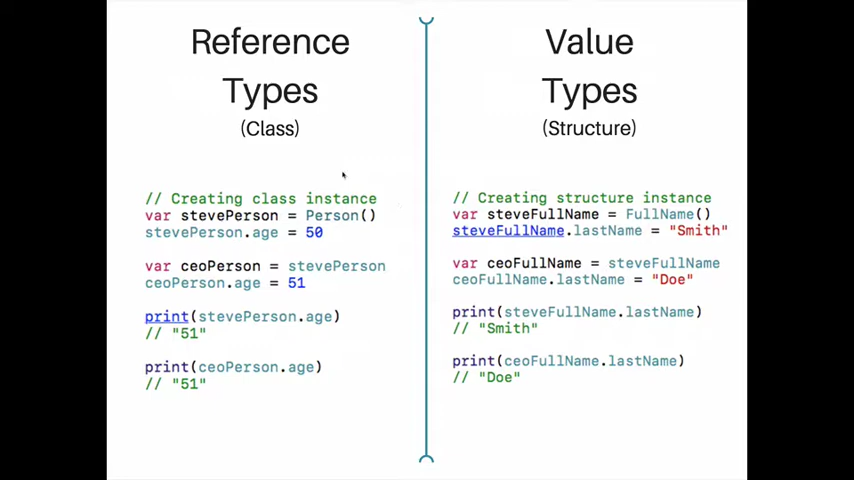 Reference
Types
(Class)
// Creating class instance
var stevePerson = Person()
stevePerson.age = 50
var ceoPerson = stevePerson
ceoPerson.age = 51
print(stevePerson.age)
// "51"
print(ceoPerson.age)
// "51"
Value
Types
(Structure)
// Creating structure instance
var steveFullName = FullName()
steveFullName.lastName = "Smith"
var ceoFullName = steveFullName
ceoFullName.lastName = "Doe"
print(steveFullName.lastName)
// "Smith"
print(ceoFullName.lastName)
// "Doe"